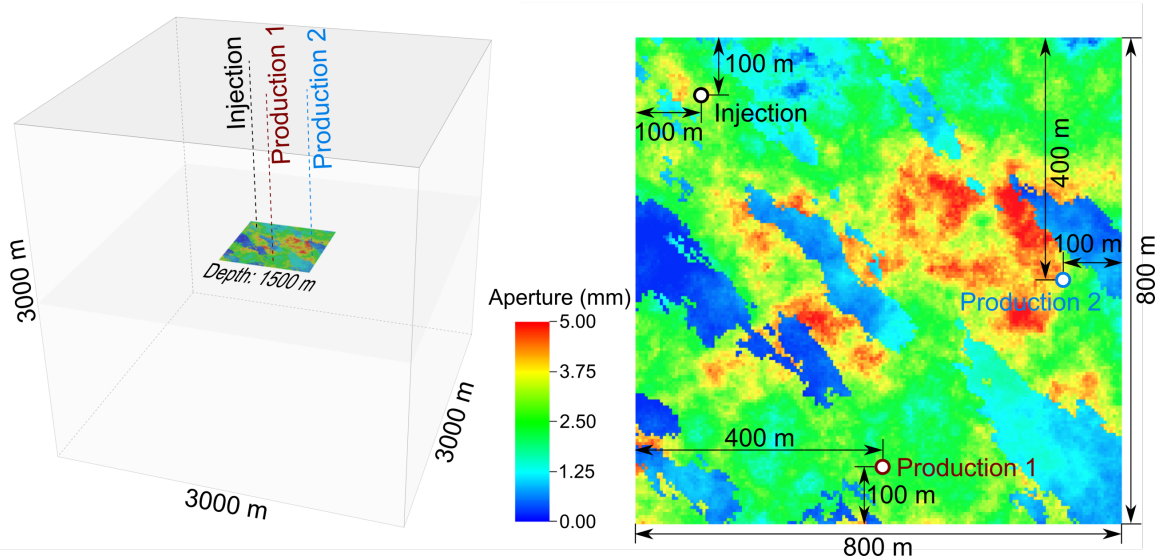 Injection
Production 1
Production 2
Depth: 1500 m
3000 m
3000 m
3000 m
Aperture (mm)
5.00
3.75
2.50
1.25
0.00
100 m
100 m
Injection
400 m
100 m
Production 2
800 m
400 m
Production 1
100 m
800 m